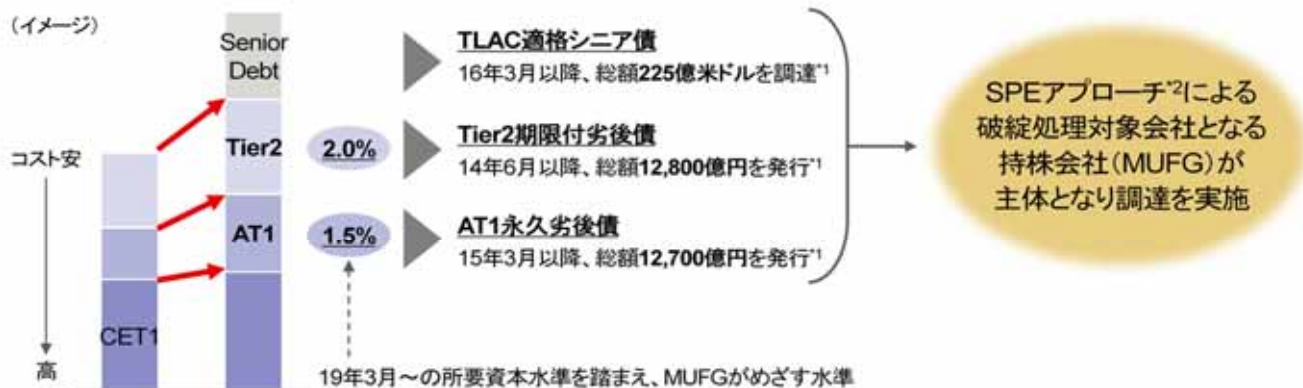 (イメージ)
コスト安
高
CET1
Senior
Debt
Tier2
AT1
2.0%
1.5%
TLAC適格シニア債
16年3月以降、総額225億米ドルを調達*1
Tier2期限付劣後債
14年6月以降、総額12,800億円を発行*1
AT1永久劣後債
15年3月以降、総額12,700億円を発行*1
19年3月~の所要資本水準を踏まえ、MUFGがめざす水準
SPEアプローチ*2による
破綻処理対象会社となる
持株会社(MUFG)が
主体となり調達を実施